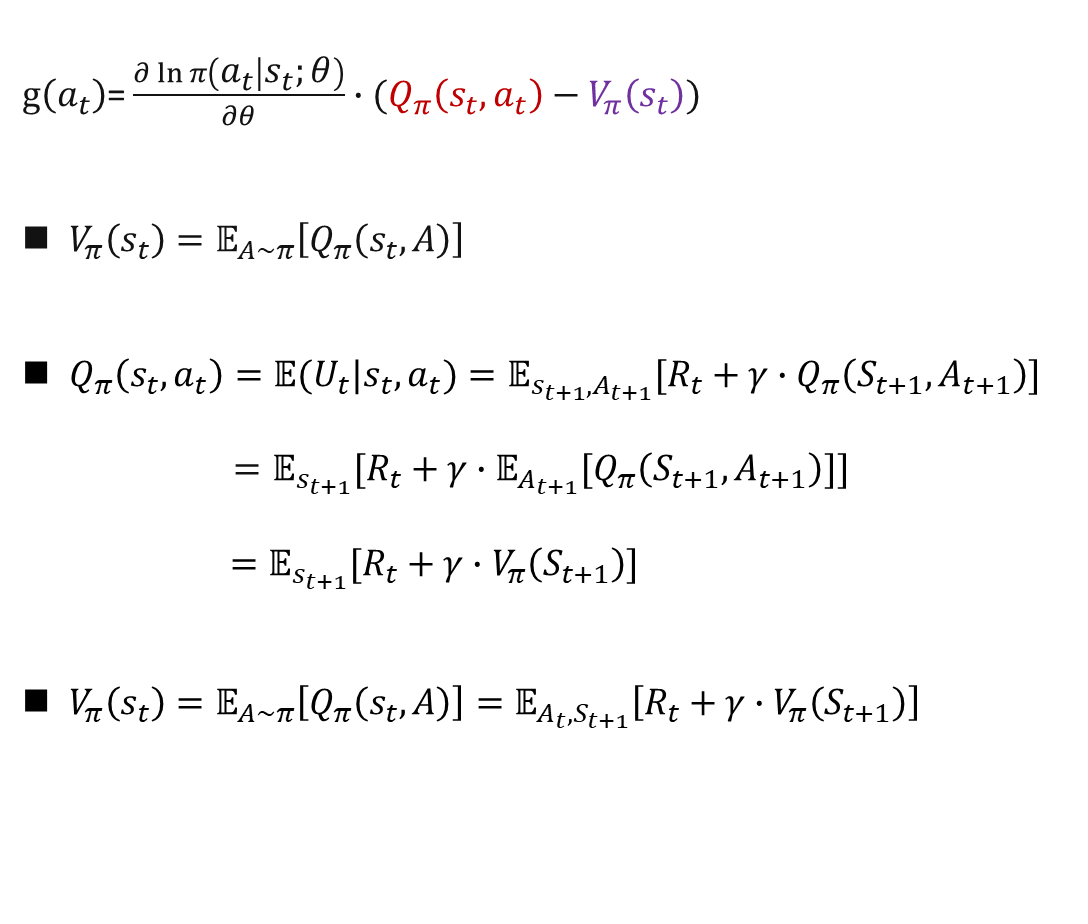 g(a_t)=\frac{∂ ln π(a_t|s_t; θ)}{∂θ} · (Q_π(s_t, a_t) − V_π(s_t))
■ V_π(s_t) = 𝔼_{A~π}[Q_π(s_t, A)]
■ Q_π(s_t, a_t) = 𝔼(U_t|s_t, a_t) = 𝔼_{s_{t+1},A_{t+1}}[R_t + γ · Q_π(S_{t+1}, A_{t+1})]
= 𝔼_{s_{t+1}}[R_t + γ · 𝔼_{A_{t+1}}[Q_π(S_{t+1}, A_{t+1})]]
= 𝔼_{s_{t+1}}[R_t + γ · V_π(S_{t+1})]
■ V_π(s_t) = 𝔼_{A~π}[Q_π(s_t, A)] = 𝔼_{A_t,S_{t+1}}[R_t + γ · V_π(S_{t+1})]